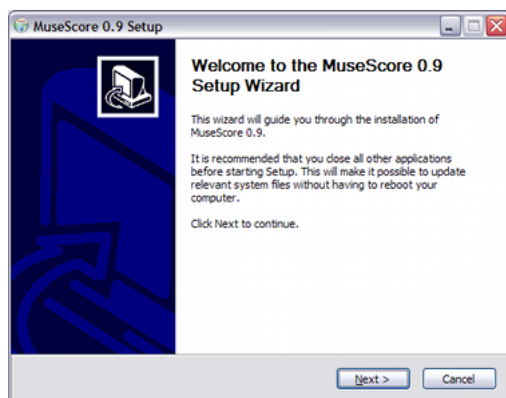 MuseScore 0.9 Setup
Welcome to the MuseScore 0.9
Setup Wizard
This wizard will guide you through the installation of
MuseScore 0.9.
It is recommended that you close all other applications
before starting Setup. This will make it possible to update
relevant system files without having to reboot your
computer.
Click Next to continue.
Next >
Cancel